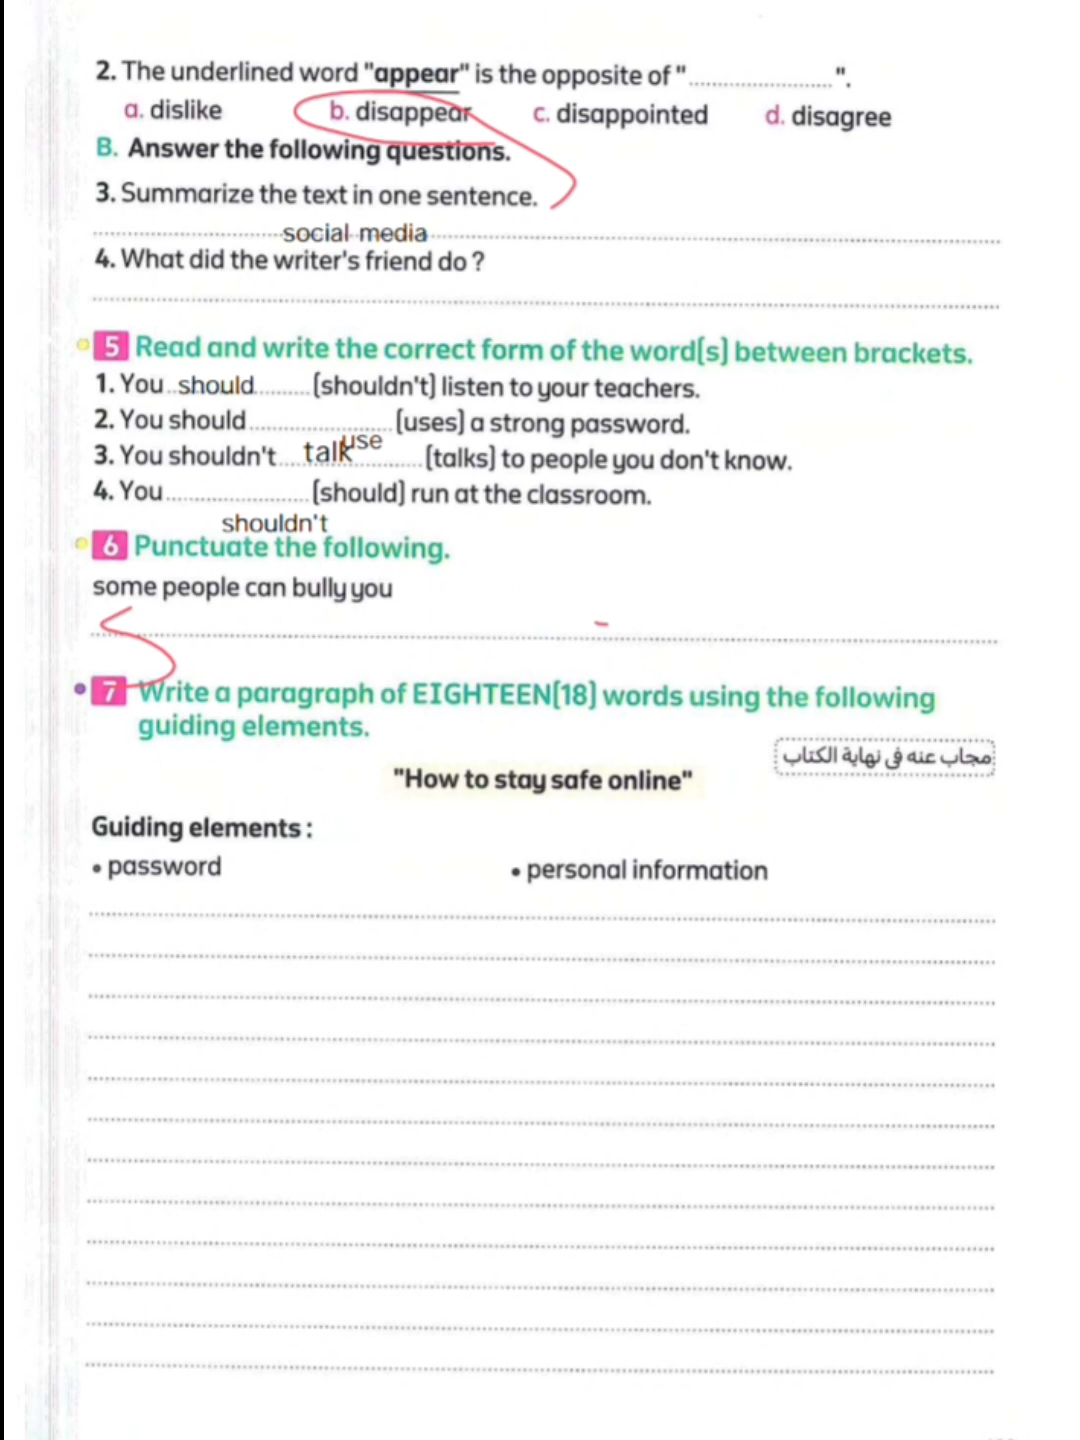 2. The underlined word "appear" is the opposite of "....................".
a. dislike b. disappear c. disappointed d. disagree
B. Answer the following questions.
3. Summarize the text in one sentence.
social media
4. What did the writer's friend do ?
5 Read and write the correct form of the word(s) between brackets.
1. You should (shouldn't) listen to your teachers.
2. You should .................... (uses) a strong password.
use
3. You shouldn't talk (talks) to people you don't know.
4. You .................... (should) run at the classroom.
shouldn't
6 Punctuate the following.
some people can bully you
7 Write a paragraph of EIGHTEEN(18) words using the following
guiding elements.
مجاب عنه فى نهاية الكتاب
"How to stay safe online"
Guiding elements :
• password • personal information